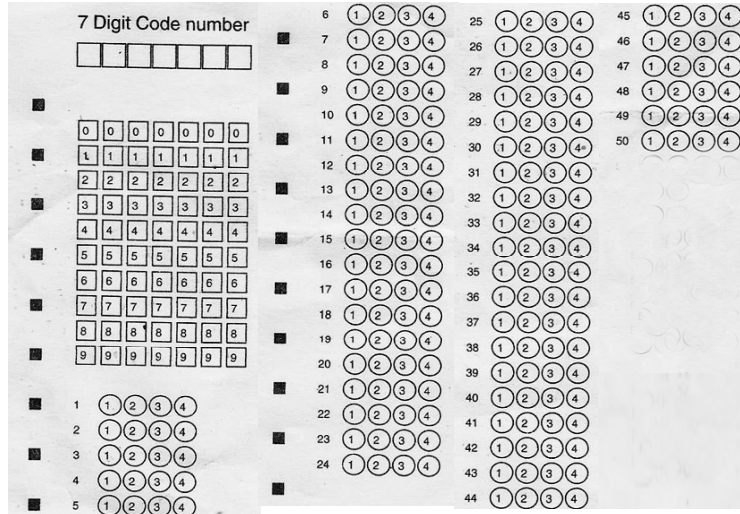 7 Digit Code number
0 0 0 0 0 0 0
1 1 1 1 1 1 1
2 2 2 2 2 2 2
3 3 3 3 3 3 3
4 4 4 4 4 4 4
5 5 5 5 5 5 5
6 6 6 6 6 6 6
7 7 7 7 7 7 7
8 8 8 8 8 8 8
9 9 9 9 9 9 9
1 1 2 3 4
2 1 2 3 4
3 1 2 3 4
4 1 2 3 4
5 1 2 3 4
6 1 2 3 4
7 1 2 3 4
8 1 2 3 4
9 1 2 3 4
10 1 2 3 4
11 1 2 3 4
12 1 2 3 4
13 1 2 3 4
14 1 2 3 4
15 1 2 3 4
16 1 2 3 4
17 1 2 3 4
18 1 2 3 4
19 1 2 3 4
20 1 2 3 4
21 1 2 3 4
22 1 2 3 4
23 1 2 3 4
24 1 2 3 4
25 1 2 3 4
26 1 2 3 4
27 1 2 3 4
28 1 2 3 4
29 1 2 3 4
30 1 2 3 4
31 1 2 3 4
32 1 2 3 4
33 1 2 3 4
34 1 2 3 4
35 1 2 3 4
36 1 2 3 4
37 1 2 3 4
38 1 2 3 4
39 1 2 3 4
40 1 2 3 4
41 1 2 3 4
42 1 2 3 4
43 1 2 3 4
44 1 2 3 4
45 1 2 3 4
46 1 2 3 4
47 1 2 3 4
48 1 2 3 4
49 1 2 3 4
50 1 2 3 4